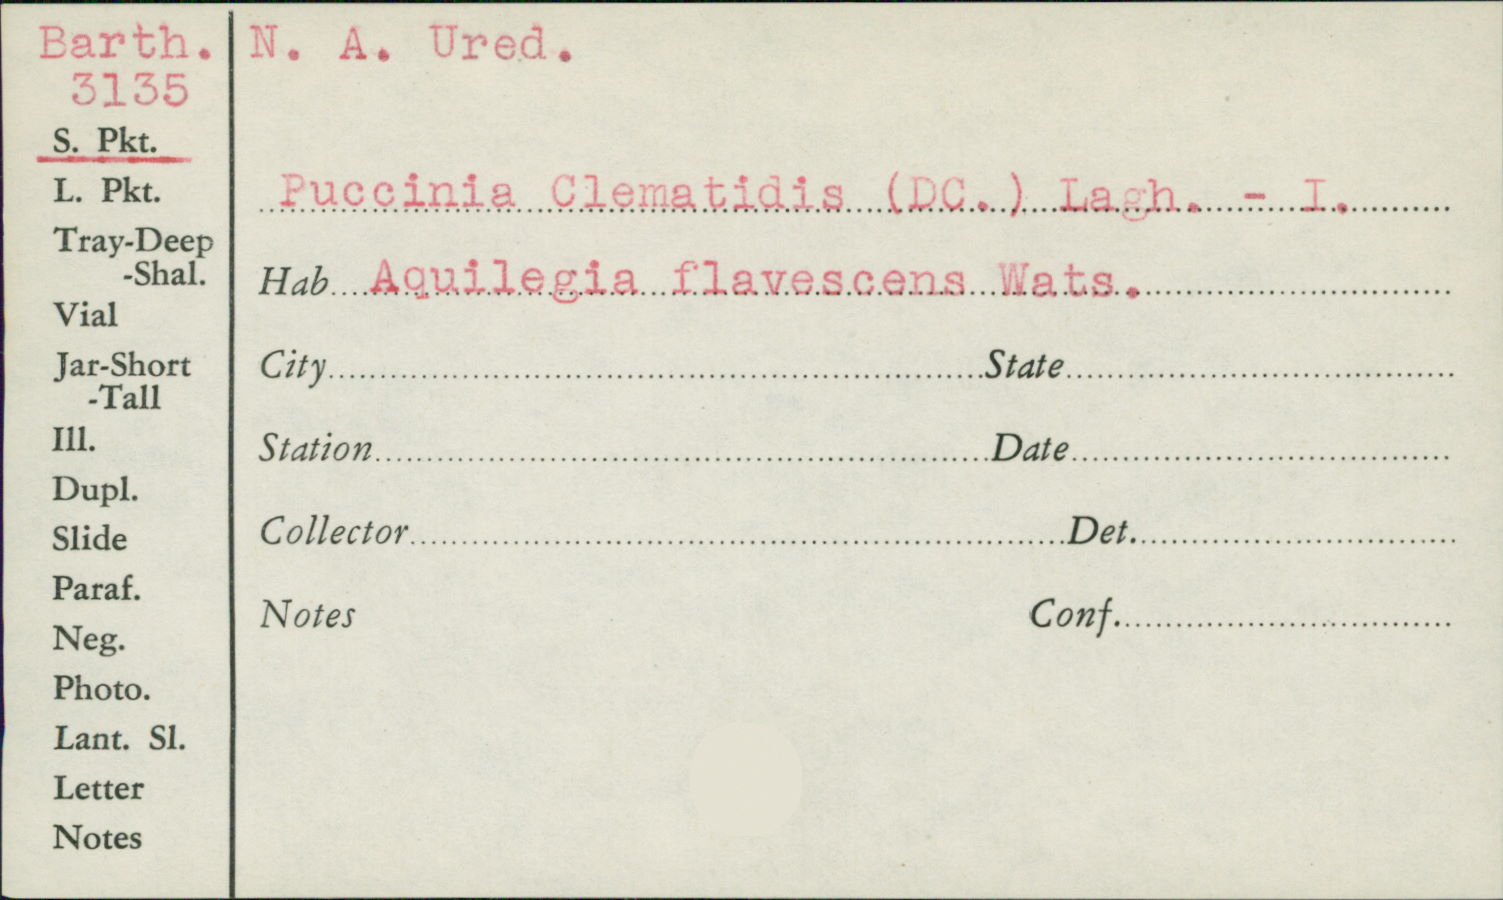 Barth.
3135
S. Pkt.
L. Pkt.
Tray-Deep
-Shal.
Vial
Jar-Short
-Tall
Ill.
Dupl.
Slide
Paraf.
Neg.
Photo.
Lant. Sl.
Letter
Notes
N. A. Ured.
Puccinia Clematidis (DC.) Lagh. - I.
Hab Aquilegia flavescens Wats.
City State
Station Date
Collector Det.
Notes Conf.